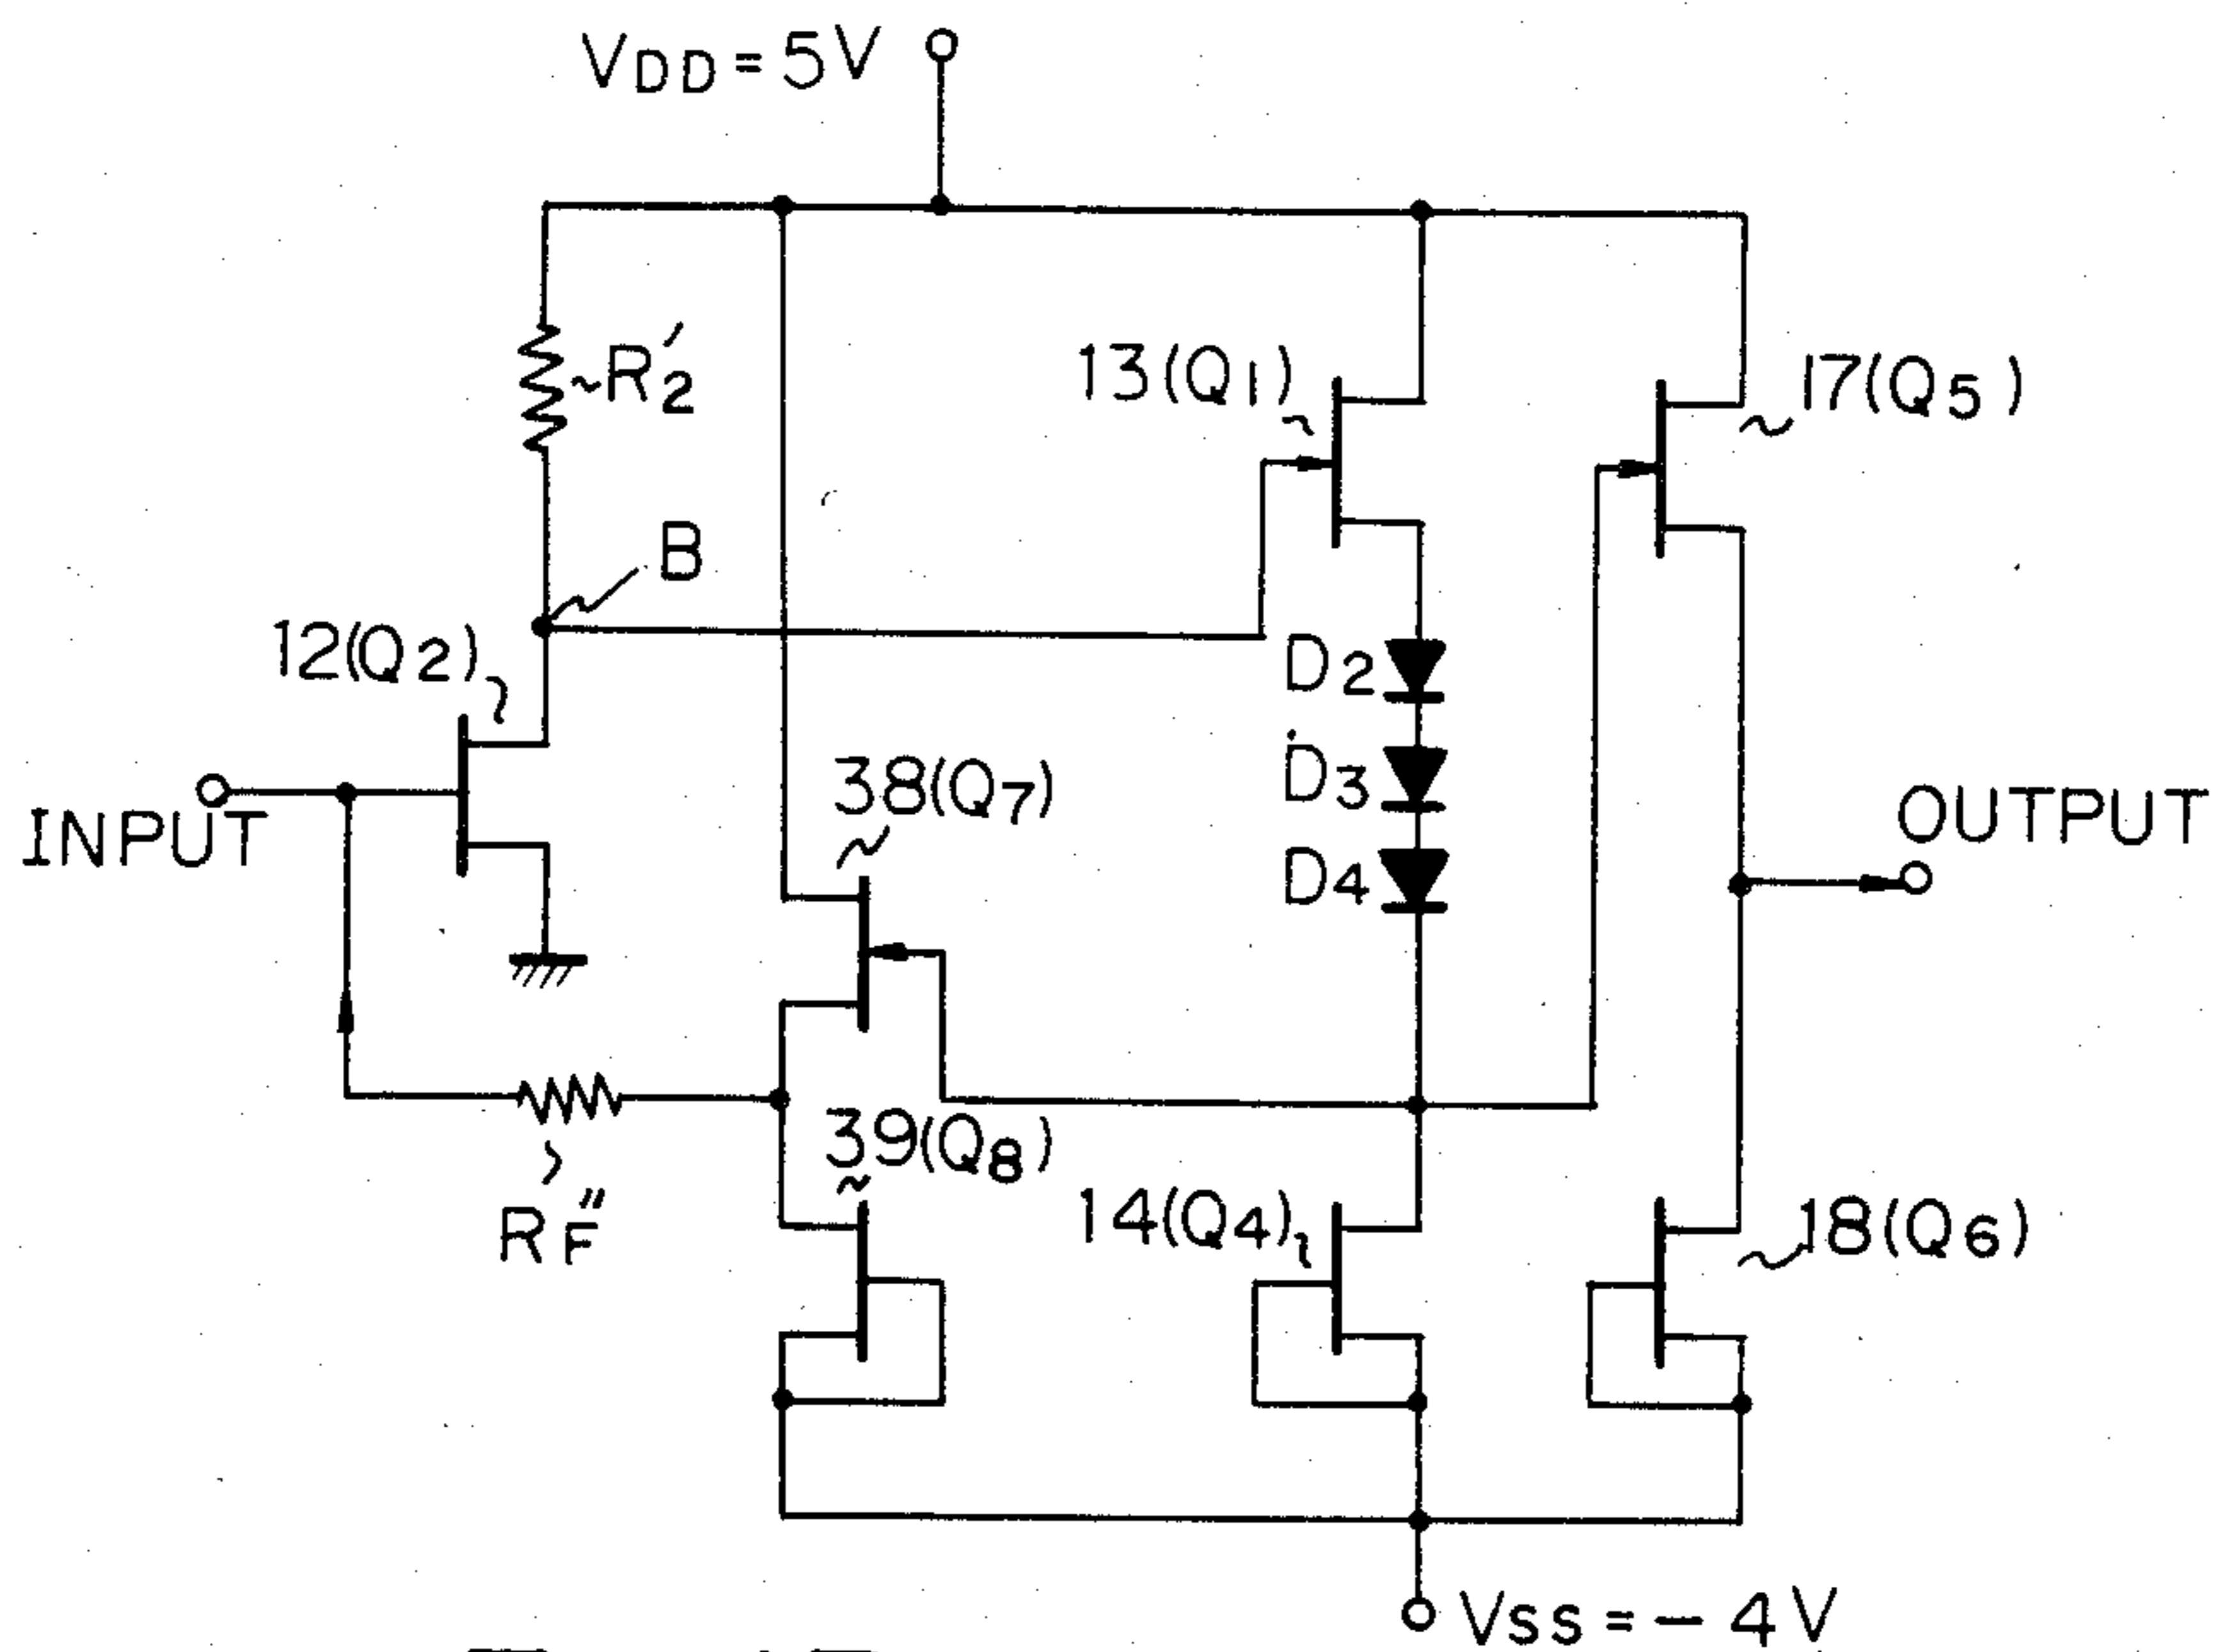 VDD = 5V
R'2
13(Q1)
17(Q5)
B
12(Q2)
D2
38(Q7)
D3
INPUT
OUTPUT
D4
39(Q8)
RF"
14(Q4)
18(Q6)
VSS = -4V